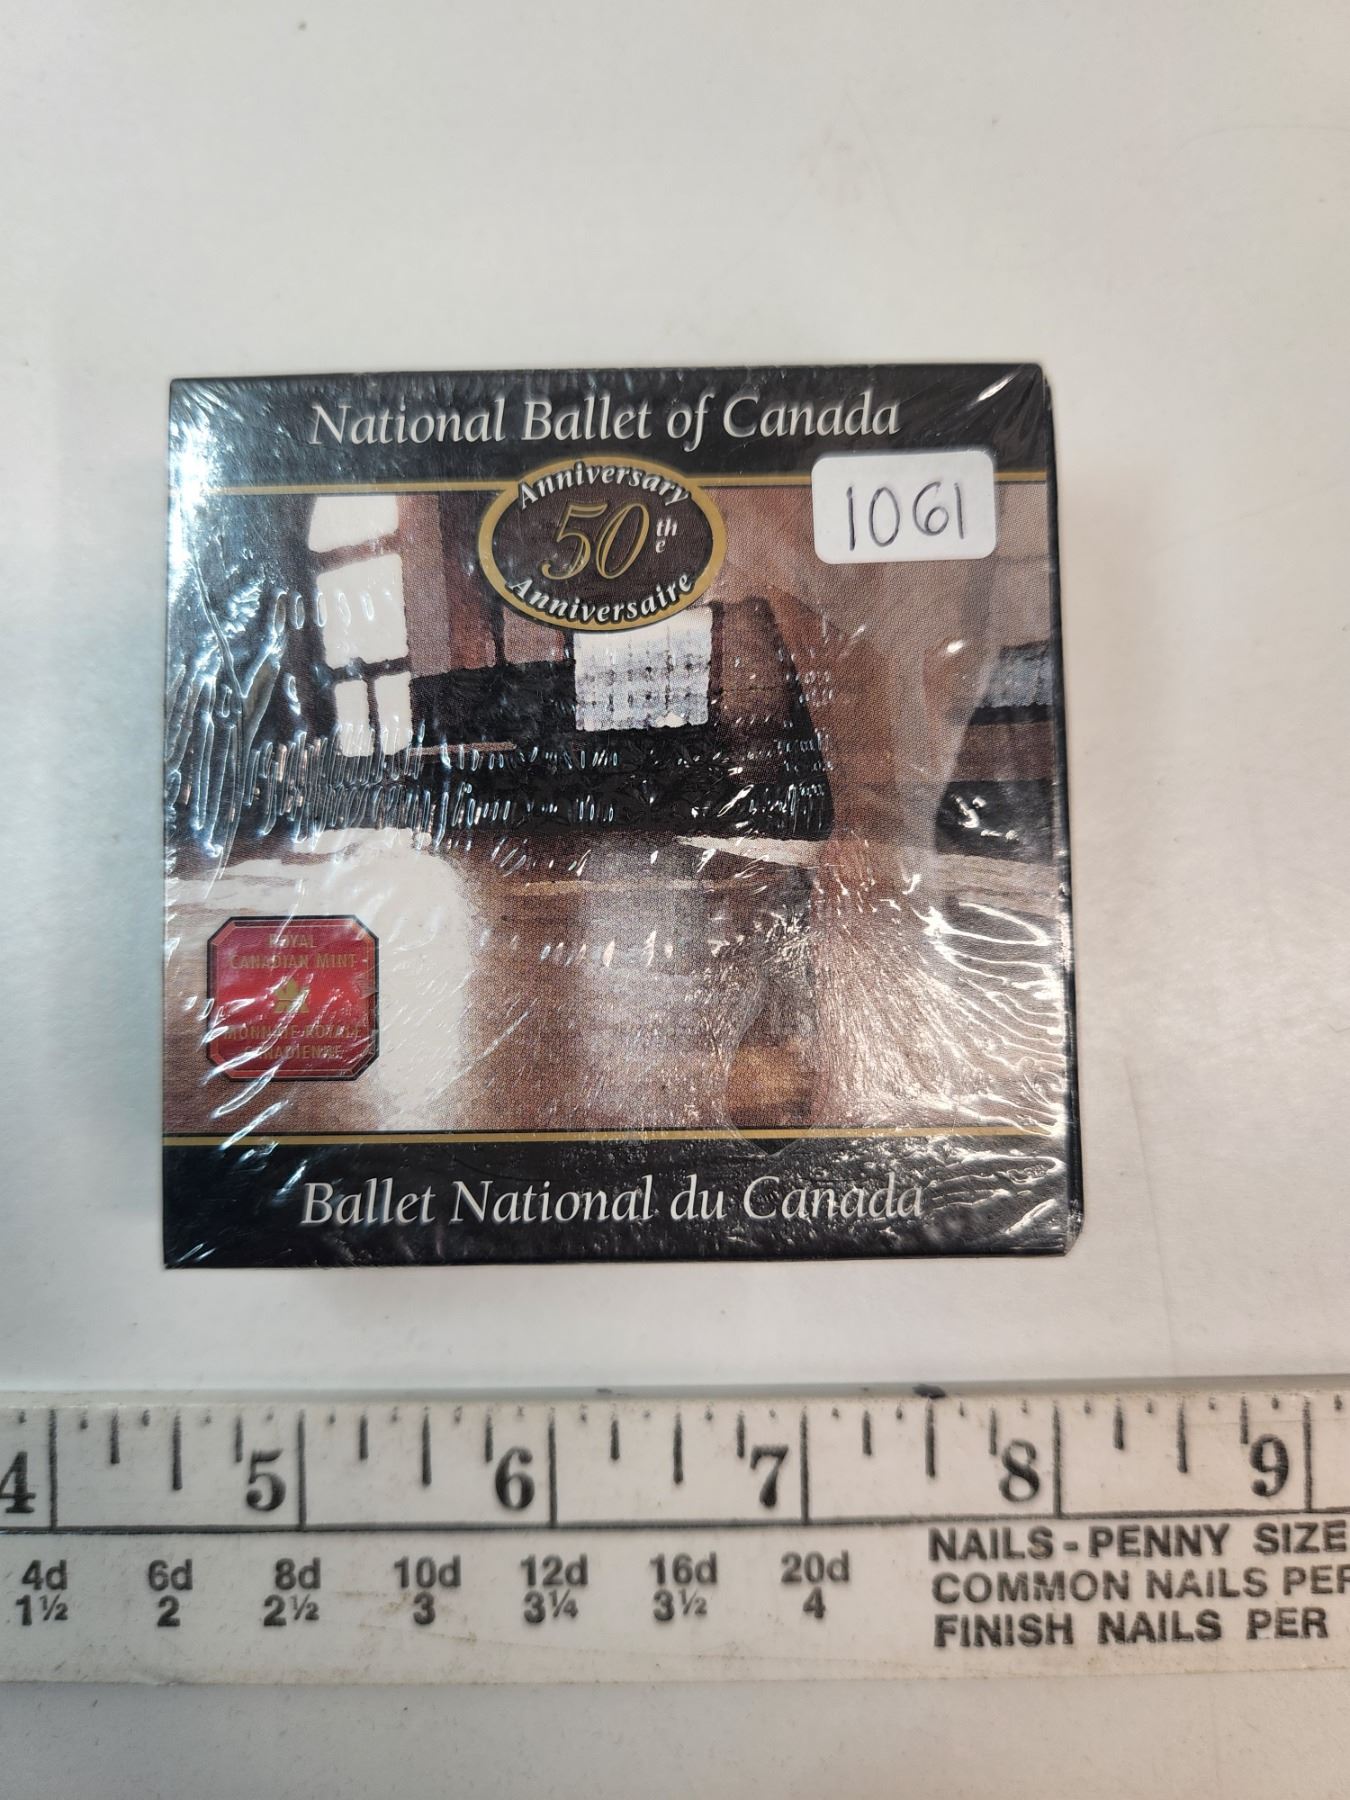 National Ballet of Canada
Anniversary
50 th
e
Anniversaire
1061
ROYAL
CANADIAN MINT
MONNAIE ROYALE
CANADIENNE
Ballet National du Canada
4 5 6 7 8 9
4d 6d 8d 10d 12d 16d 20d
1½ 2 2½ 3 3¼ 3½ 4
NAILS - PENNY SIZE
COMMON NAILS PER
FINISH NAILS PER